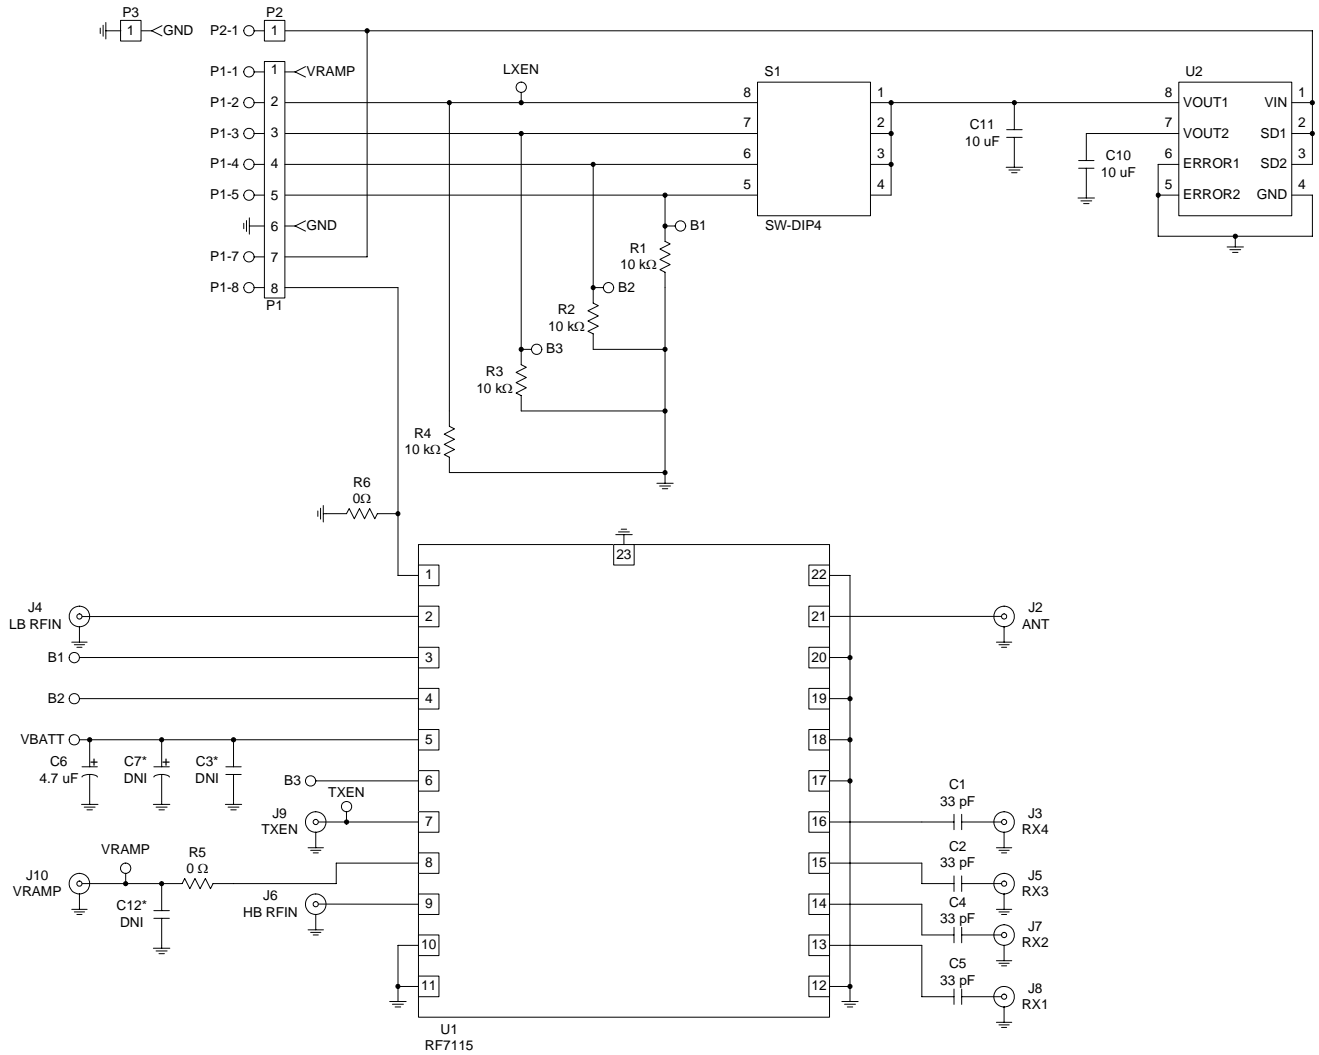 P3
1
GND
P2
P2-1
1
P1-1
1
VRAMP
P1-2
2
P1-3
3
P1-4
4
P1-5
5
6
GND
P1-7
7
P1-8
8
P1
LXEN
S1
8
7
6
5
1
2
3
4
SW-DIP4
C11
10 uF
C10
10 uF
U2
8
VOUT1
VIN
1
7
VOUT2
SD1
2
6
ERROR1
SD2
3
5
ERROR2
GND
4
B1
R1
10 kΩ
B2
R2
10 kΩ
B3
R3
10 kΩ
R4
10 kΩ
R6
0Ω
23
1
2
3
4
5
6
7
8
9
10
11
22
21
20
19
18
17
16
15
14
13
12
J4
LB RFIN
B1
B2
VBATT
C6
4.7 uF
+
C7*
DNI
+
C3*
DNI
B3
TXEN
J9
TXEN
VRAMP
J10
VRAMP
R5
0 Ω
C12*
DNI
J6
HB RFIN
J2
ANT
C1
33 pF
J3
RX4
C2
33 pF
J5
RX3
C4
33 pF
J7
RX2
C5
33 pF
J8
RX1
U1
RF7115